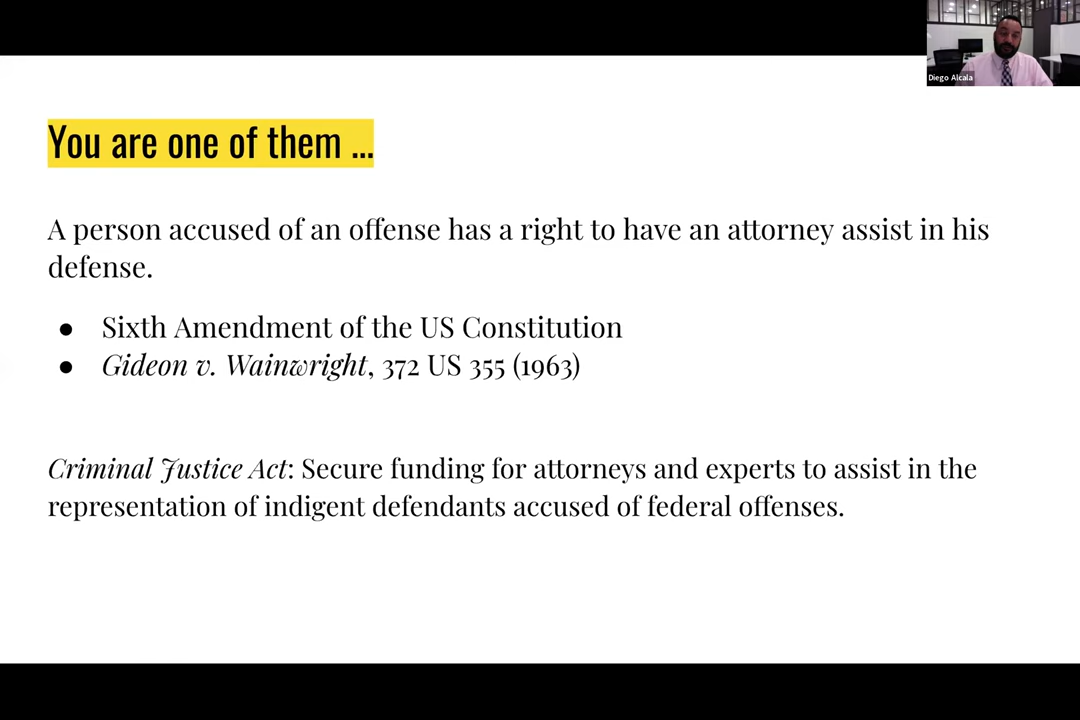 Diego Alcala
You are one of them ...
A person accused of an offense has a right to have an attorney assist in his
defense.
● Sixth Amendment of the US Constitution
● Gideon v. Wainwright, 372 US 355 (1963)
Criminal Justice Act: Secure funding for attorneys and experts to assist in the
representation of indigent defendants accused of federal offenses.